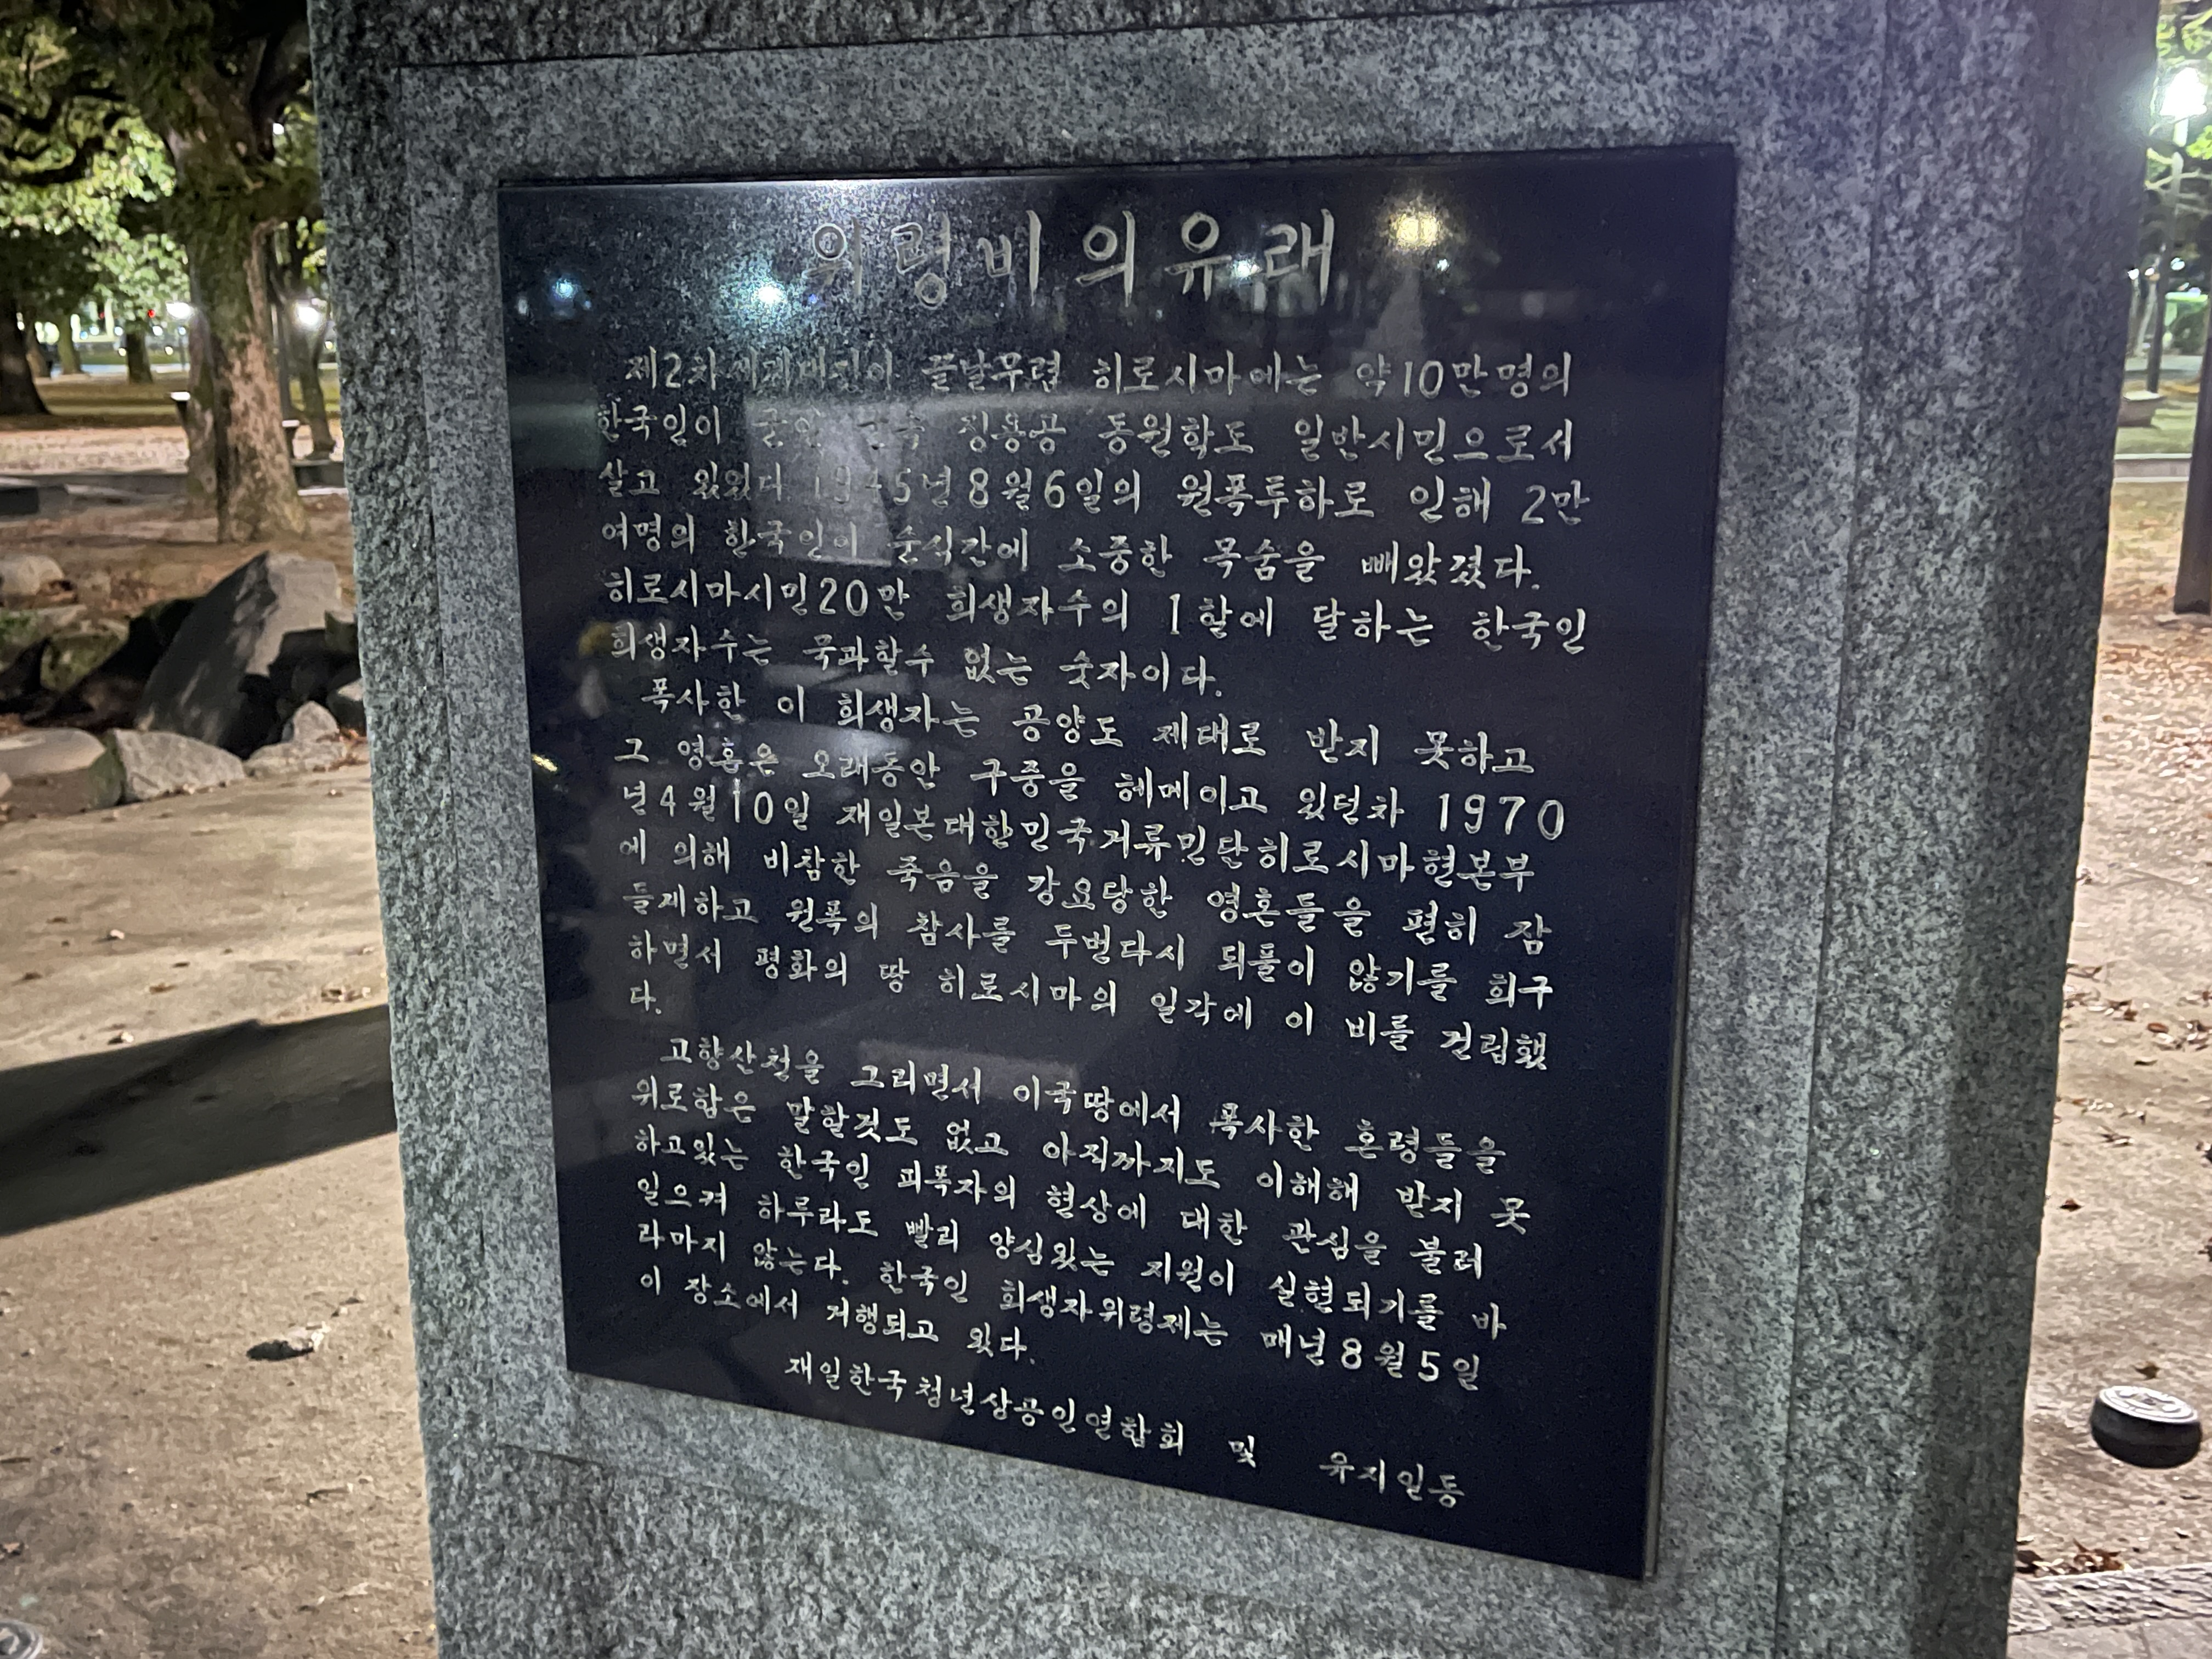 위령비의유래
제2차세계대전이 끝날무렵 히로시마에는 약10만명의
한국인이 군인 군속 징용공 동원학도 일반시민으로서
살고 있었다 1945년8월6일의 원폭투하로 인해 2만
여명의 한국인이 순식간에 소중한 목숨을 빼앗겼다.
히로시마시민20만 희생자수의 1할에 달하는 한국인
희생자수는 묵과할수 없는 숫자이다.
폭사한 이 희생자는 공양도 제대로 받지 못하고
그 영혼은 오래동안 구중을 헤메이고 있던차 1970
년4월10일 재일본대한민국거류민단히로시마현본부
에 의해 비참한 죽음을 강요당한 영혼들을 편히 잠
들게하고 원폭의 참사를 두번다시 되풀이 않기를 희구
하면서 평화의 땅 히로시마의 일각에 이 비를 건립했
다.
고향산천을 그리면서 이국땅에서 폭사한 혼령들을
위로함은 말할것도 없고 아직까지도 이해해 받지 못
하고있는 한국인 피폭자의 현상에 대한 관심을 불러
일으켜 하루라도 빨리 양심있는 지원이 실현되기를 바
라마지 않는다. 한국인 희생자위령제는 매년8월5일
이 장소에서 거행되고 있다.
재일한국청년상공인연합회 및 유지일동